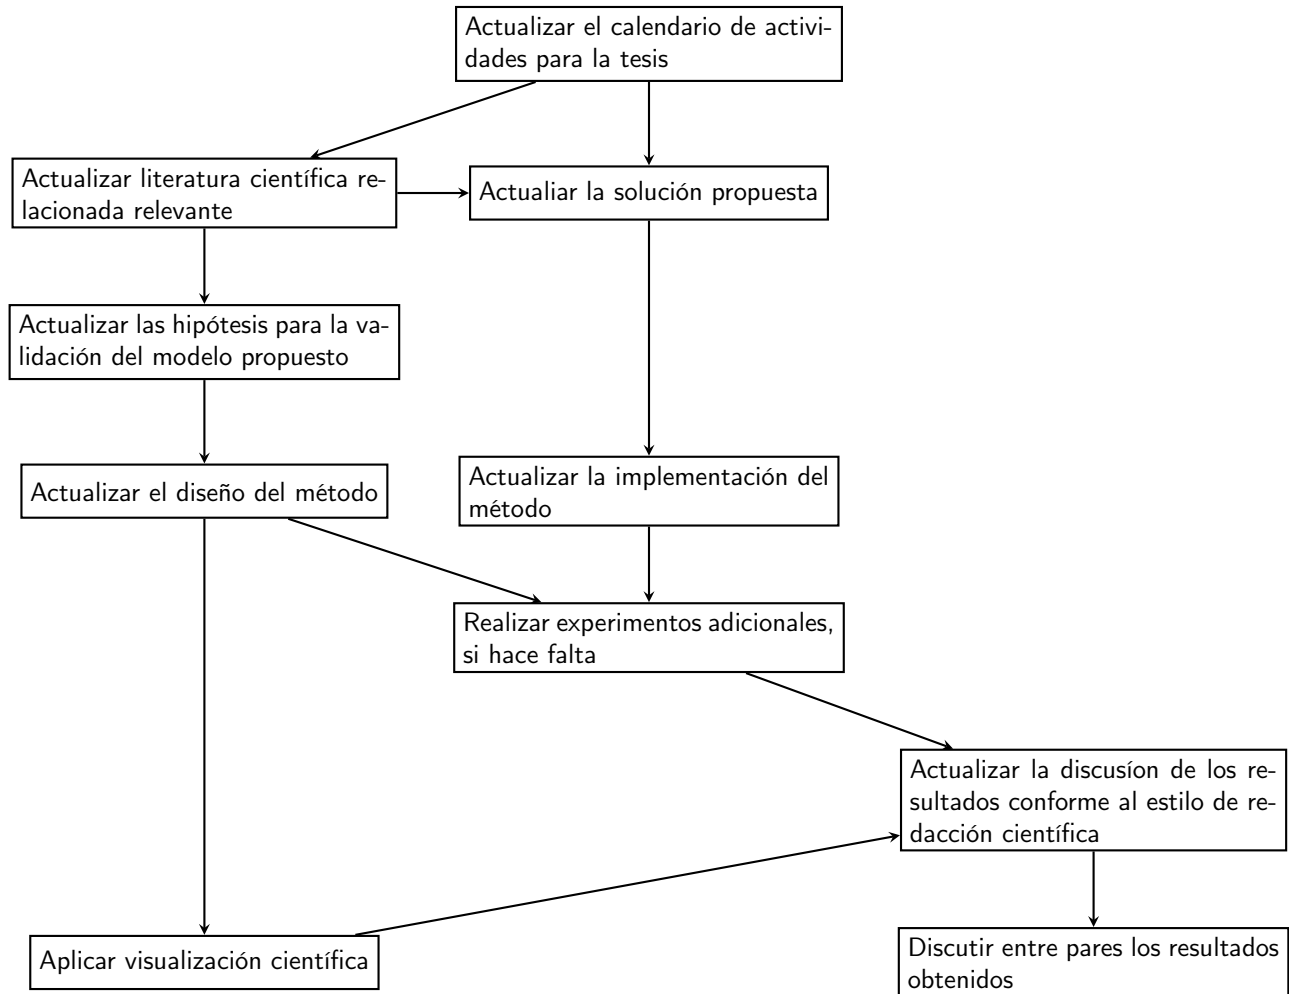 Actualizar el calendario de activi-
dades para la tesis
Actualizar literatura científica re-
lacionada relevante
Actualiar la solución propuesta
Actualizar las hipótesis para la va-
lidación del modelo propuesto
Actualizar el diseño del método
Actualizar la implementación del
método
Realizar experimentos adicionales,
si hace falta
Actualizar la discusíon de los re-
sultados conforme al estilo de re-
dacción científica
Aplicar visualización científica
Discutir entre pares los resultados
obtenidos